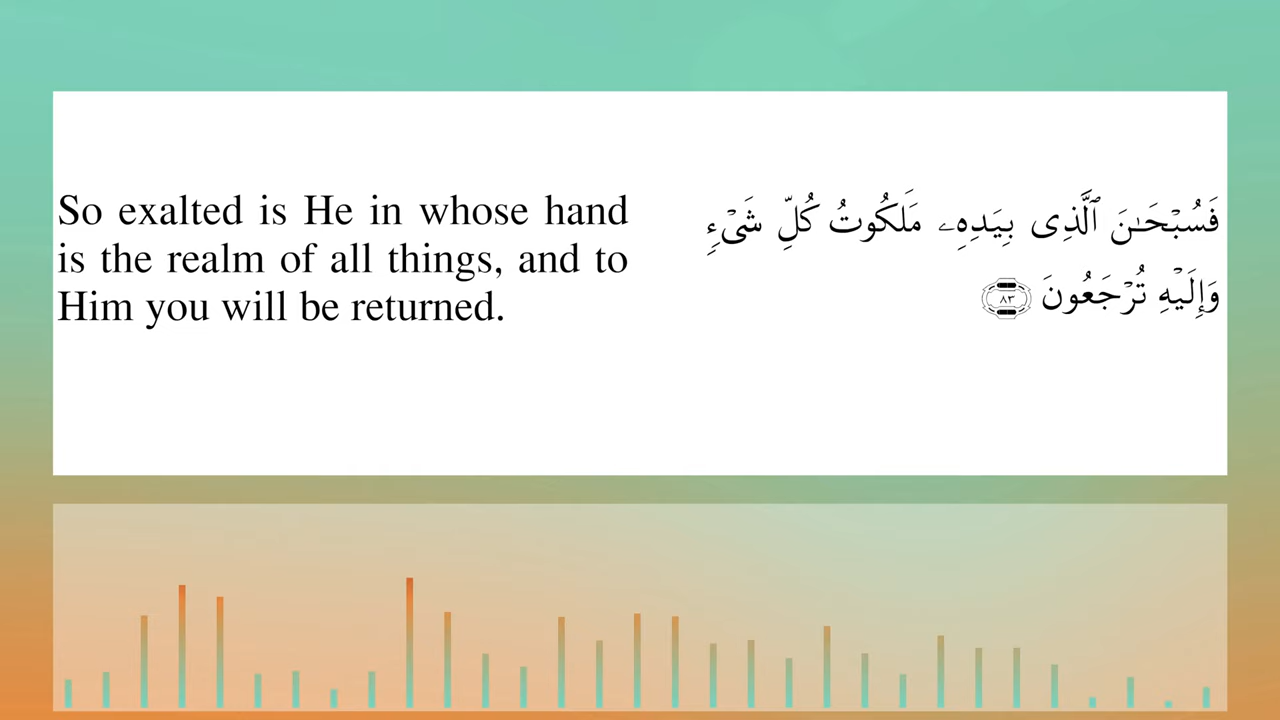 So exalted is He in whose hand
is the realm of all things, and to
Him you will be returned.
فَسُبْحَـٰنَ ٱلَّذِى بِيَدِهِۦ مَلَكُوتُ كُلِّ شَىْءٍۢ
وَإِلَيْهِ تُرْجَعُونَ ٨٣